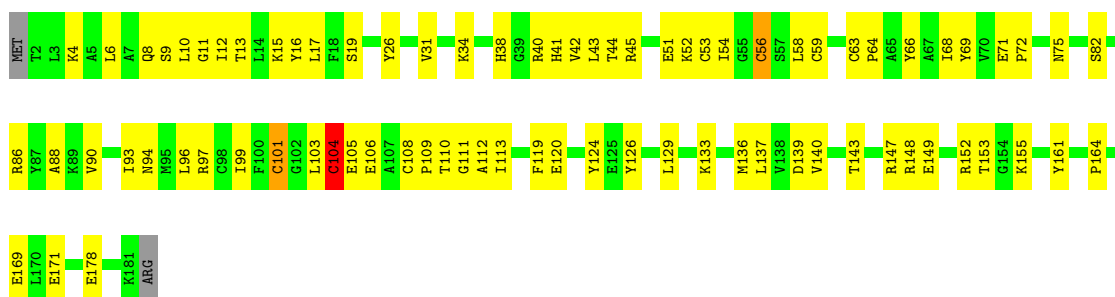 MET T2 L3 K4 A5 L6 A7 Q8 S9 L10 G11 I12 T13 L14 K15 Y16 L17 F18 S19 Y26 V31 K34 H38 G39 R40 H41 V42 L43 T44 R45 E51 K52 C53 I54 G55 C56 S57 L58 C59 C63 P64 A65 Y66 A67 I68 Y69 V70 E71 P72 N75 S82
R86 Y87 A88 K89 V90 I93 N94 M95 L96 R97 C98 I99 F100 C101 G102 L103 C104 E105 E106 A107 C108 P109 T110 G111 A112 I113 F119 E120 Y124 E125 Y126 L129 K133 M136 L137 V138 D139 V140 T143 R147 R148 E149 R152 T153 G154 K155 Y161 P164
E169 L170 E171 E178 K181 ARG